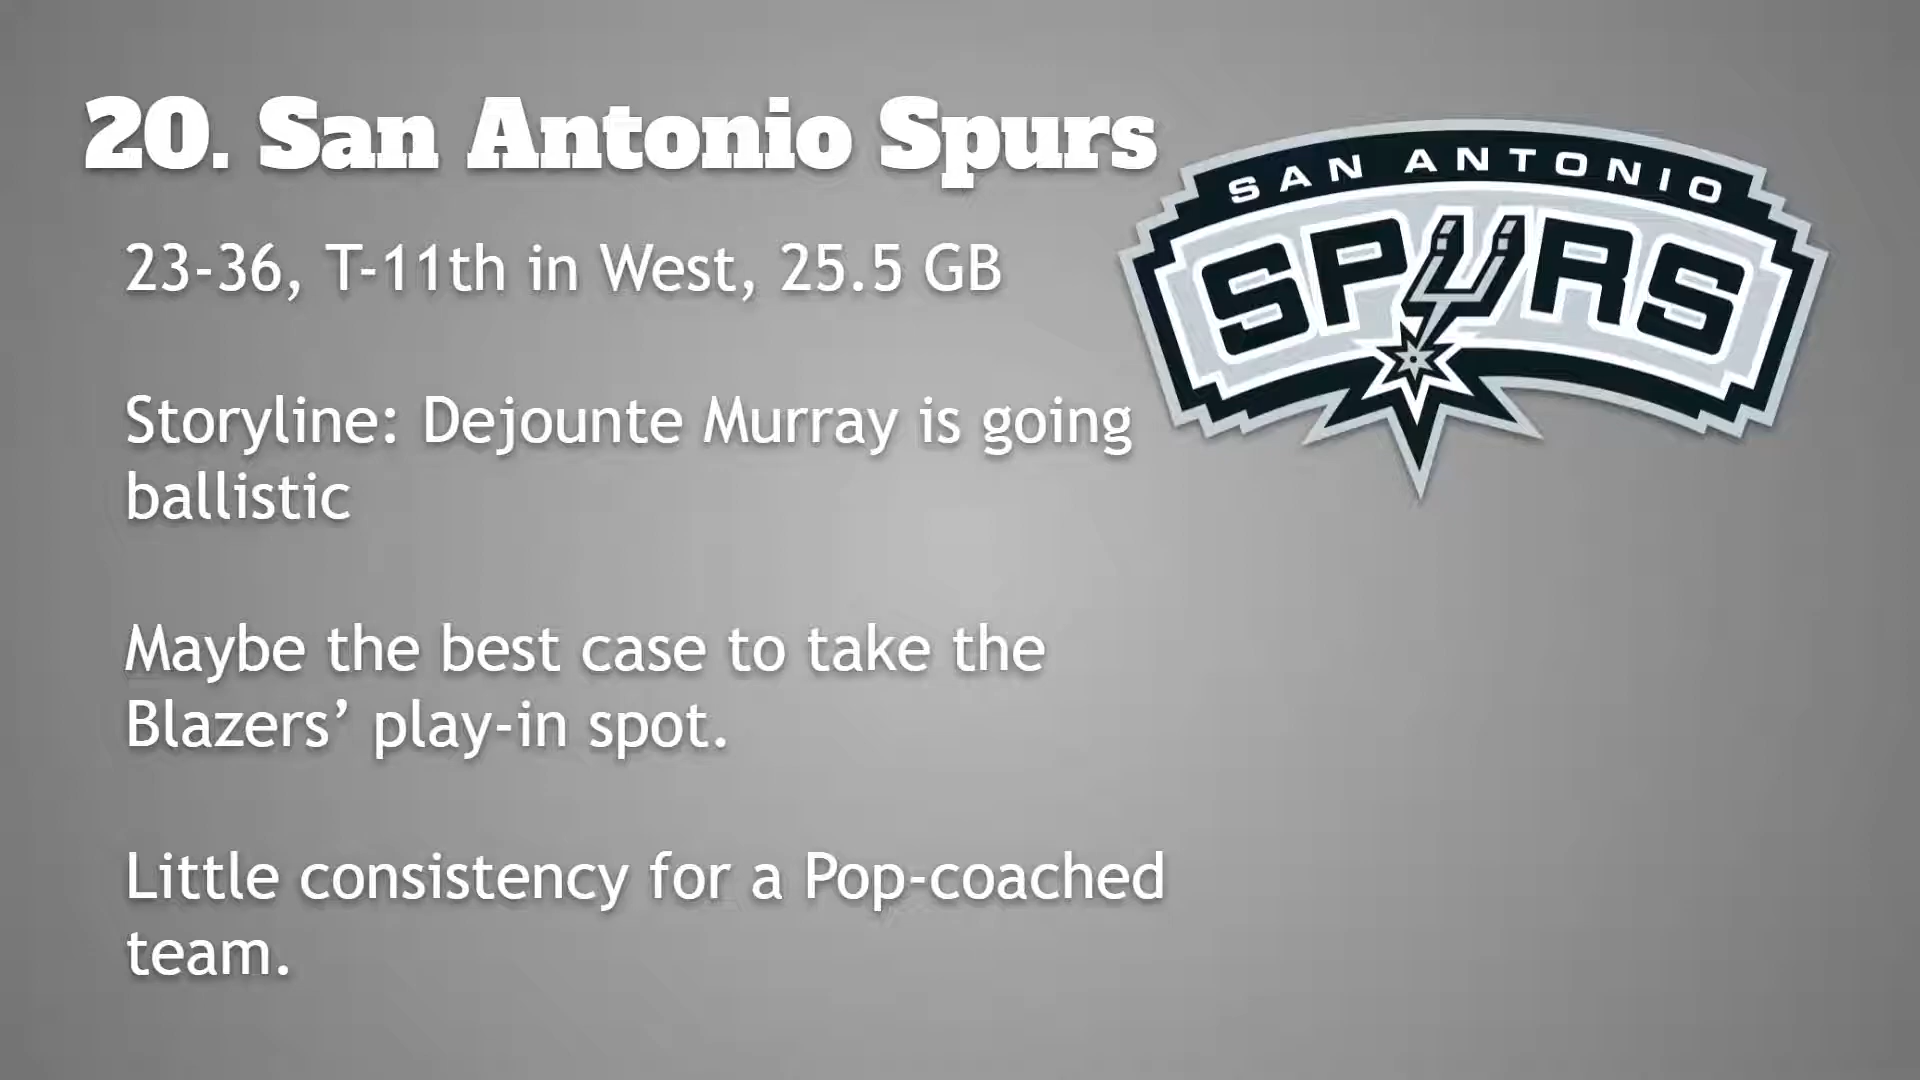 20. San Antonio Spurs
SAN ANTONIO
SPURS
23-36, T-11th in West, 25.5 GB
Storyline: Dejounte Murray is going
ballistic
Maybe the best case to take the
Blazers’ play-in spot.
Little consistency for a Pop-coached
team.